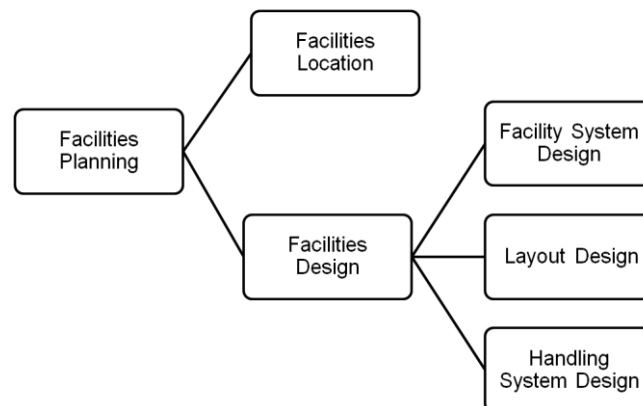 Facilities
Location
Facilities
Planning
Facility System
Design
Facilities
Design
Layout Design
Handling
System Design